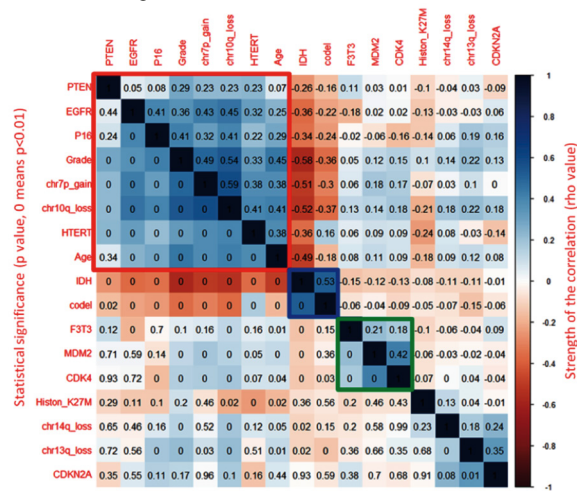 PTEN
EGFR
P16
Grade
chr7p_gain
chr10q_loss
HTERT
Age
IDH
codel
F3T3
MDM2
CDK4
Histon_K27M
chr14q_loss
chr13q_loss
CDKN2A
PTEN 1 0.05 0.08 0.29 0.23 0.23 0.23 0.07 -0.26 -0.16 0.11 0.03 0.01 -0.1 -0.04 0.03 -0.09
EGFR 0.44 1 0.41 0.36 0.43 0.45 0.32 0.25 -0.36 -0.22 -0.18 0.02 0.02 -0.13 -0.03 -0.03 0.06
P16 0.24 0 1 0.41 0.32 0.41 0.22 0.29 -0.34 -0.24 -0.02 -0.06 -0.16 -0.14 0.06 0.19 0.16
Grade 0 0 0 1 0.49 0.54 0.33 0.45 -0.58 -0.36 0.05 0.12 0.15 0.1 0.14 0.22 0.13
chr7p_gain 0 0 0 0 1 0.59 0.38 0.38 -0.51 -0.3 0.06 0.18 0.17 -0.07 0.03 0.1 0
chr10q_loss 0 0 0 0 0 1 0.41 0.41 -0.52 -0.37 0.13 0.14 0.18 -0.21 0.18 0.22 0.18
HTERT 0 0 0 0 0 0 1 0.38 -0.36 0 0.09 0.12 0.08 -0.24 0.08 -0.03 -0.14
Age 0.34 0 0 0 0 0 0 1 -0.49 -0.18 0.15 0.09 0.12 -0.18 0.09 0.12 0.08
IDH 0 0 0 0 0 0 0 0 1 0.53 -0.15 -0.12 -0.13 -0.08 -0.11 -0.11 -0.01
codel 0.02 0 0 0 0 0 0 0 0 1 -0.06 -0.04 -0.09 -0.05 -0.07 -0.15 -0.06
F3T3 0.12 0 0.7 0.1 0.16 0 0.16 0.01 0 0.15 1 0.21 0.18 -0.1 -0.06 -0.04 0.09
MDM2 0.71 0.59 0.14 0 0 0 0.05 0 0 0.36 0 1 0.42 -0.06 -0.03 -0.02 -0.04
CDK4 0.93 0.72 0 0 0 0 0.07 0.04 0 0.01 0 0 1 -0.07 0 0.04 -0.04
Histon_K27M 0.29 0.11 0.1 0.2 0.46 0.02 0 0.02 0.36 0.56 0.2 0.46 0.43 1 0.13 0.04 -0.01
chr14q_loss 0.65 0.46 0.16 0 0.52 0 0.12 0.05 0.02 0.15 0.2 0.58 0.99 0.23 1 0.18 0.24
chr13q_loss 0.72 0.56 0 0 0.03 0 0.51 0.01 0.02 0 0.36 0.66 0.35 0.68 0 1 0.35
CDKN2A 0.35 0.55 0.11 0.17 0.96 0.1 0.16 0.44 0.93 0.59 0.38 0.7 0.68 0.91 0.08 0.01 1
Statistical significance (p value, 0 means p<0.01)
1
0.8
0.6
0.4
0.2
0
-0.2
-0.4
-0.6
-0.8
-1
Strength of the correlation (rho value)